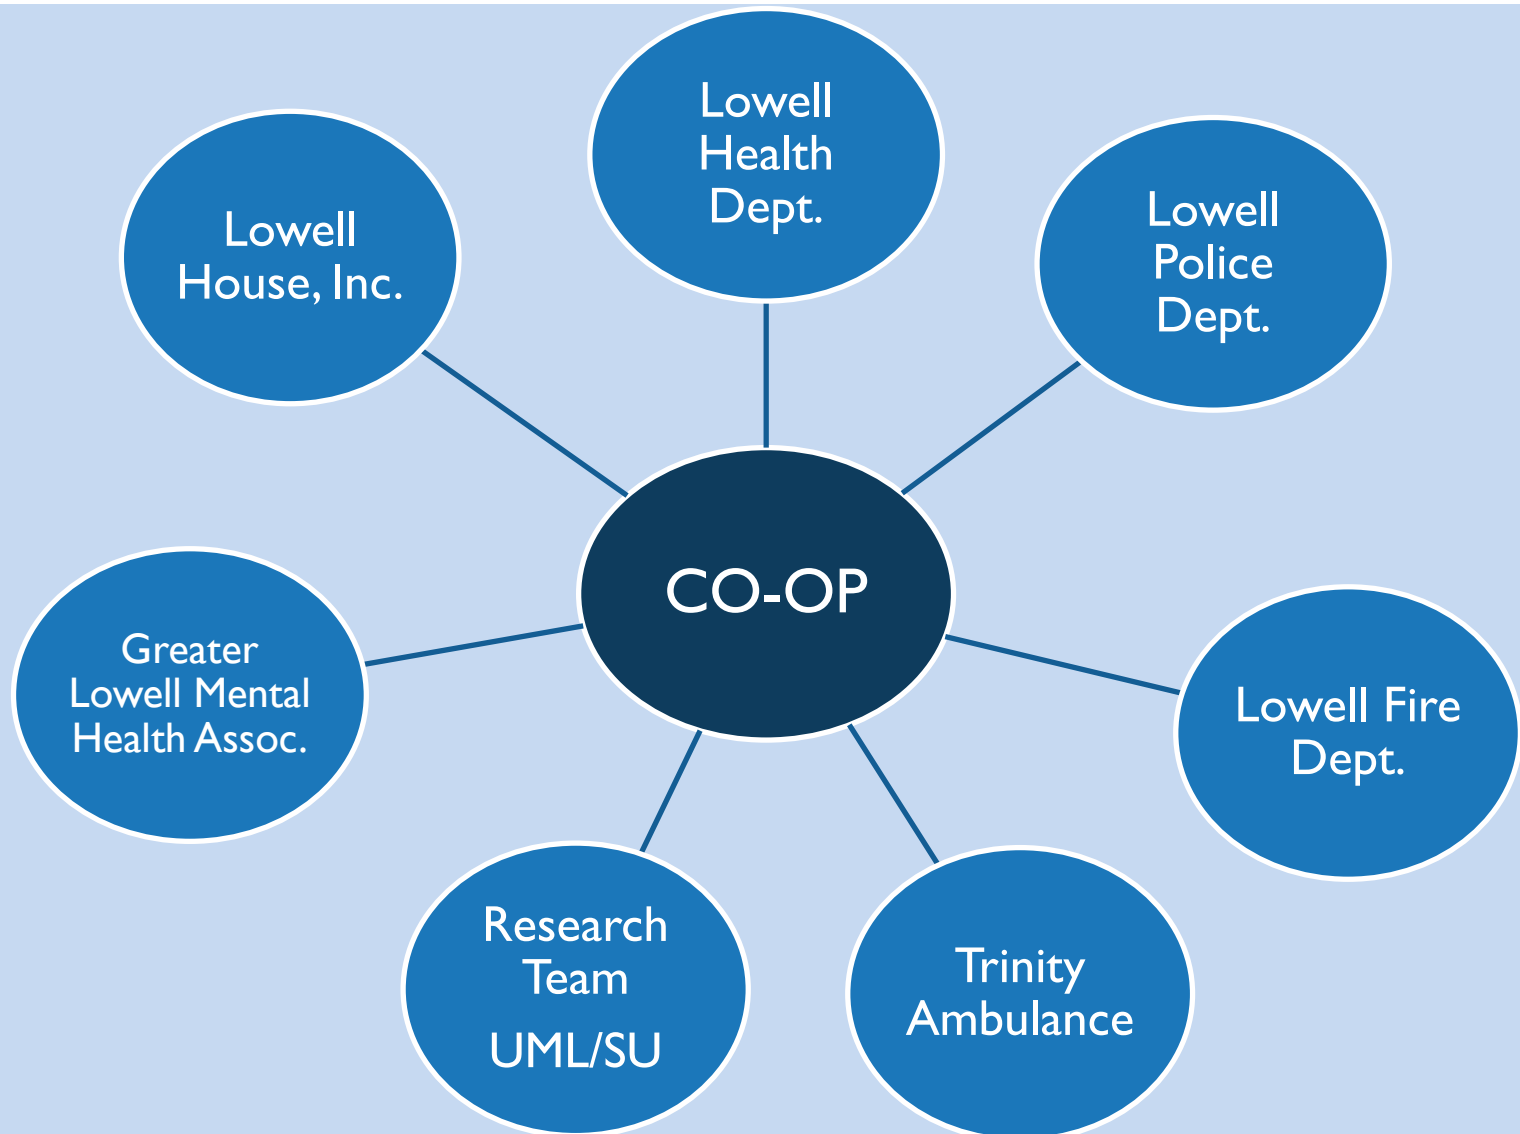 Lowell
Health
Dept.
Lowell
House, Inc.
Lowell
Police
Dept.
CO-OP
Greater
Lowell Mental
Health Assoc.
Lowell Fire
Dept.
Research
Team
UML/SU
Trinity
Ambulance